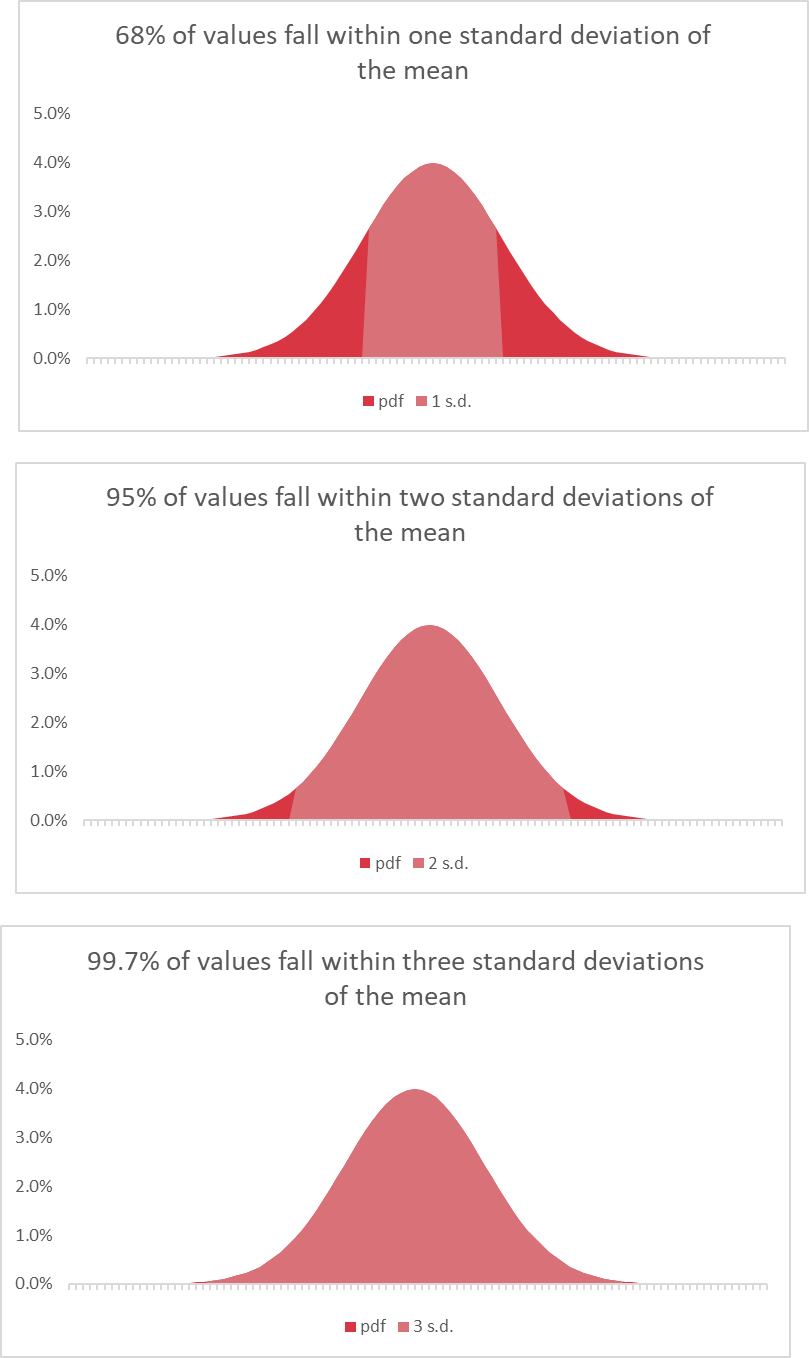 68% of values fall within one standard deviation of
the mean
5.0%
4.0%
3.0%
2.0%
1.0%
0.0%
pdf 1 s.d.
95% of values fall within two standard deviations of
the mean
5.0%
4.0%
3.0%
2.0%
1.0%
0.0%
pdf 2 s.d.
99.7% of values fall within three standard deviations
of the mean
5.0%
4.0%
3.0%
2.0%
1.0%
0.0%
pdf 3 s.d.